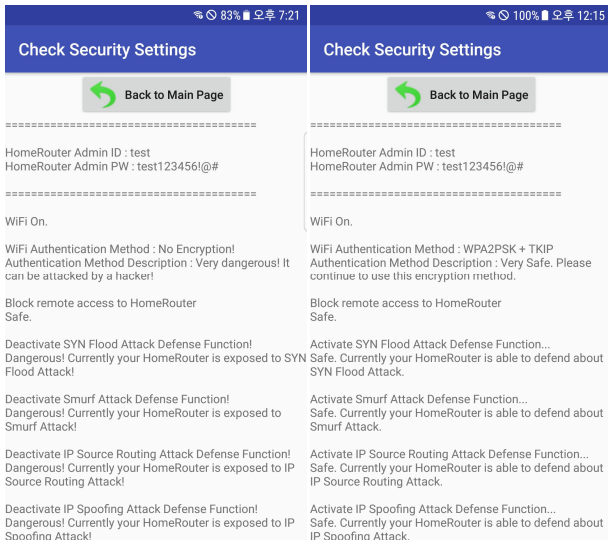 83% 오후 7:21
Check Security Settings
Back to Main Page
=======================================
HomeRouter Admin ID : test
HomeRouter Admin PW : test123456!@#
=======================================
WiFi On.
WiFi Authentication Method : No Encryption!
Authentication Method Description : Very dangerous! It
can be attacked by a hacker!
Block remote access to HomeRouter
Safe.
Deactivate SYN Flood Attack Defense Function!
Dangerous! Currently your HomeRouter is exposed to SYN
Flood Attack!
Deactivate Smurf Attack Defense Function!
Dangerous! Currently your HomeRouter is exposed to
Smurf Attack!
Deactivate IP Source Routing Attack Defense Function!
Dangerous! Currently your HomeRouter is exposed to IP
Source Routing Attack!
Deactivate IP Spoofing Attack Defense Function!
Dangerous! Currently your HomeRouter is exposed to IP
Spoofing Attack!
100% 오후 12:15
Check Security Settings
Back to Main Page
=======================================
HomeRouter Admin ID : test
HomeRouter Admin PW : test123456!@#
=======================================
WiFi On.
WiFi Authentication Method : WPA2PSK + TKIP
Authentication Method Description : Very Safe. Please
continue to use this encryption method.
Block remote access to HomeRouter
Safe.
Activate SYN Flood Attack Defense Function...
Safe. Currently your HomeRouter is able to defend about
SYN Flood Attack.
Activate Smurf Attack Defense Function...
Safe. Currently your HomeRouter is able to defend about
Smurf Attack.
Activate IP Source Routing Attack Defense Function...
Safe. Currently your HomeRouter is able to defend about
IP Source Routing Attack.
Activate IP Spoofing Attack Defense Function...
Safe. Currently your HomeRouter is able to defend about
IP Spoofing Attack.